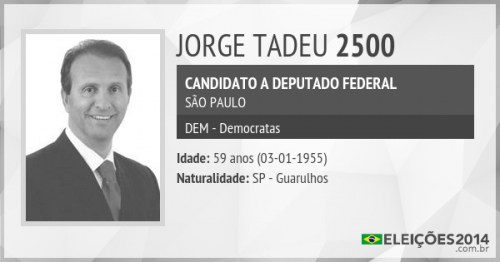 JORGE TADEU 2500
CANDIDATO A DEPUTADO FEDERAL
SÃO PAULO
DEM - Democratas
Idade: 59 anos (03-01-1955)
Naturalidade: SP - Guarulhos
ELEIÇÕES2014
.com.br